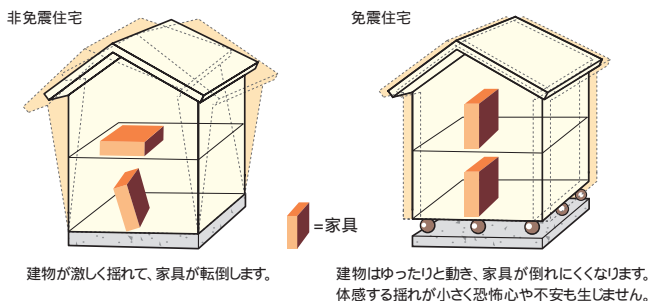 非免震住宅
免震住宅
=家具
建物が激しく揺れて、家具が転倒します。
建物はゆったりと動き、家具が倒れにくくなります。
体感する揺れが小さく恐怖心や不安も生じません。